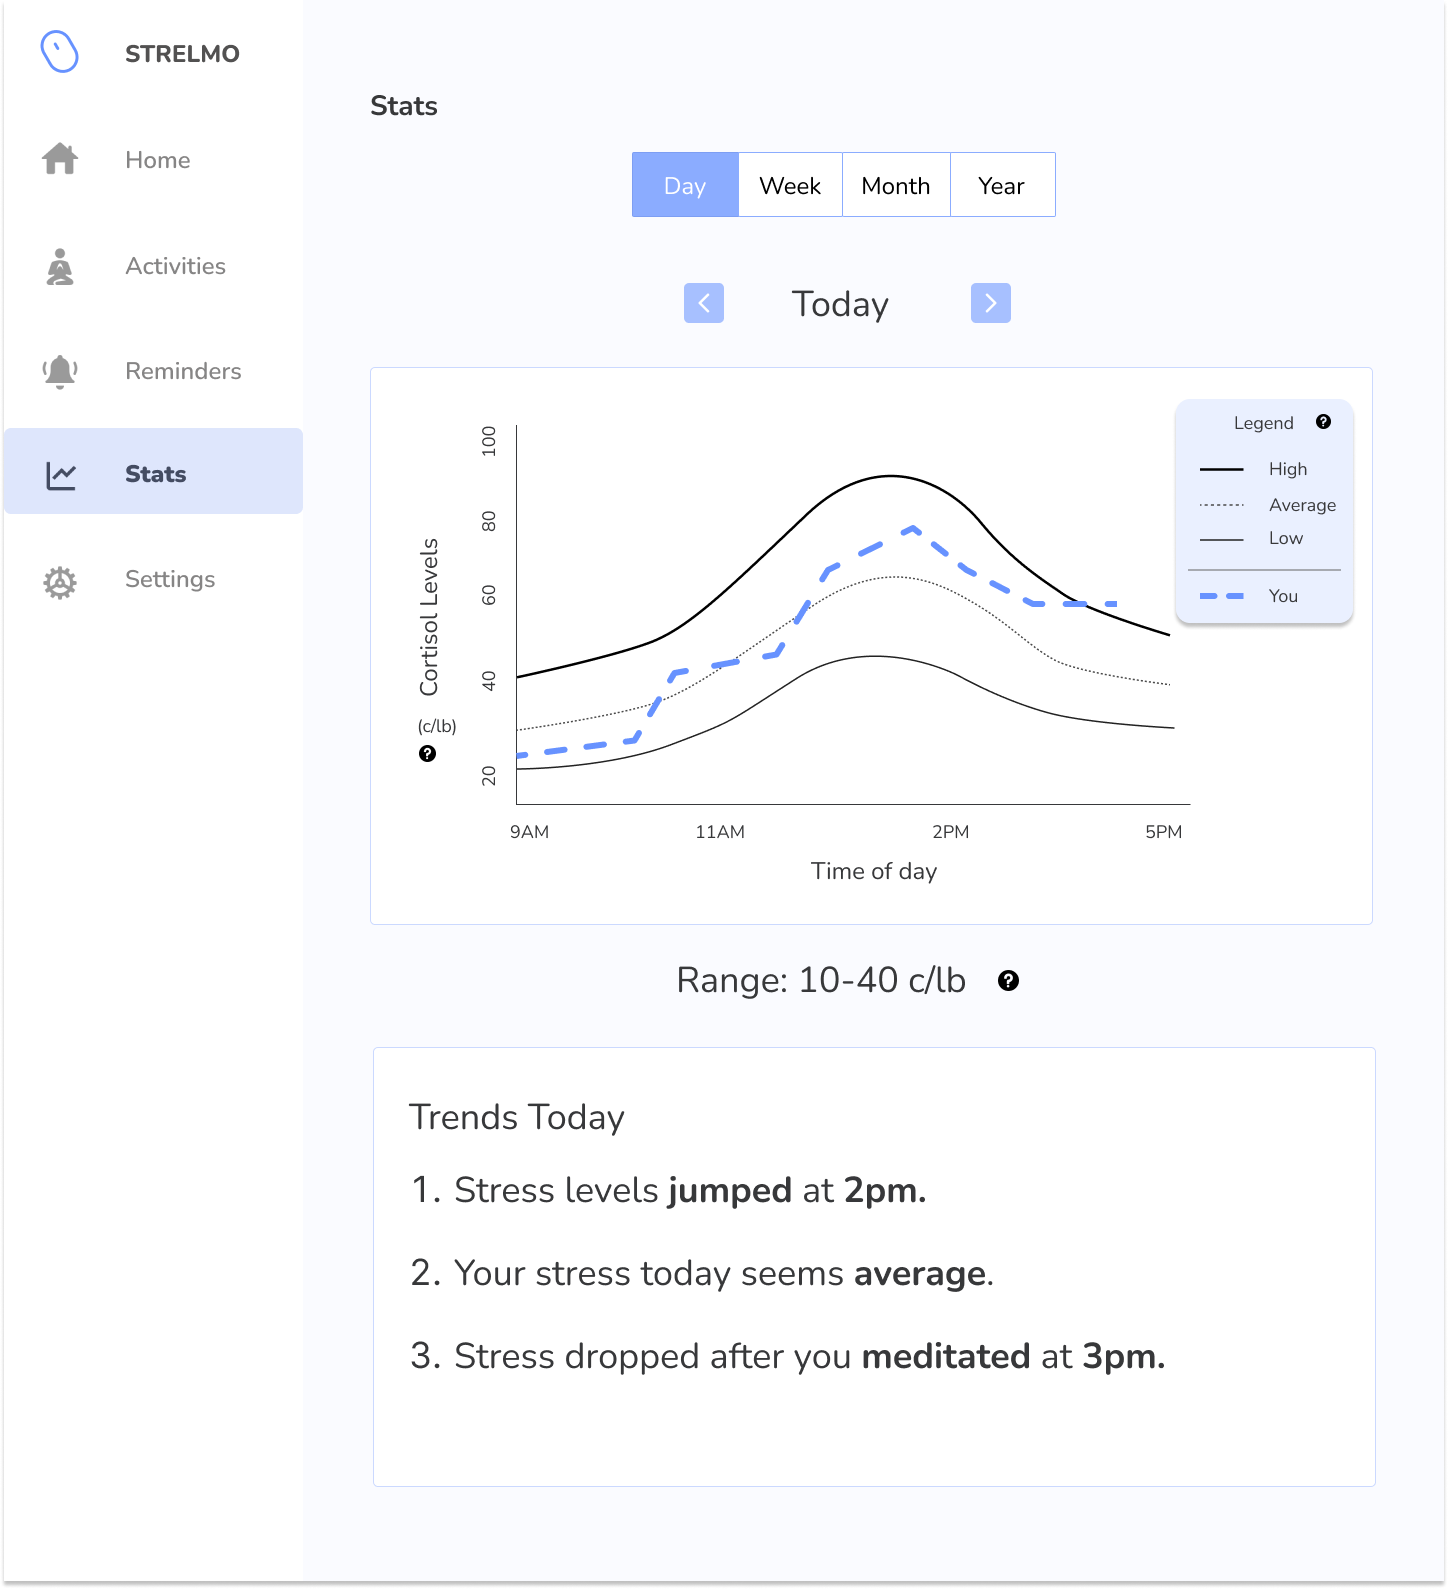 STRELMO
Home
Activities
Reminders
Stats
Settings
Stats
Day Week Month Year
Today
Legend ?
High
Average
Low
You
100
80
60
40
20
Cortisol Levels
(c/lb)
?
9AM 11AM 2PM 5PM
Time of day
Range: 10-40 c/lb ?
Trends Today
1. Stress levels jumped at 2pm.
2. Your stress today seems average.
3. Stress dropped after you meditated at 3pm.